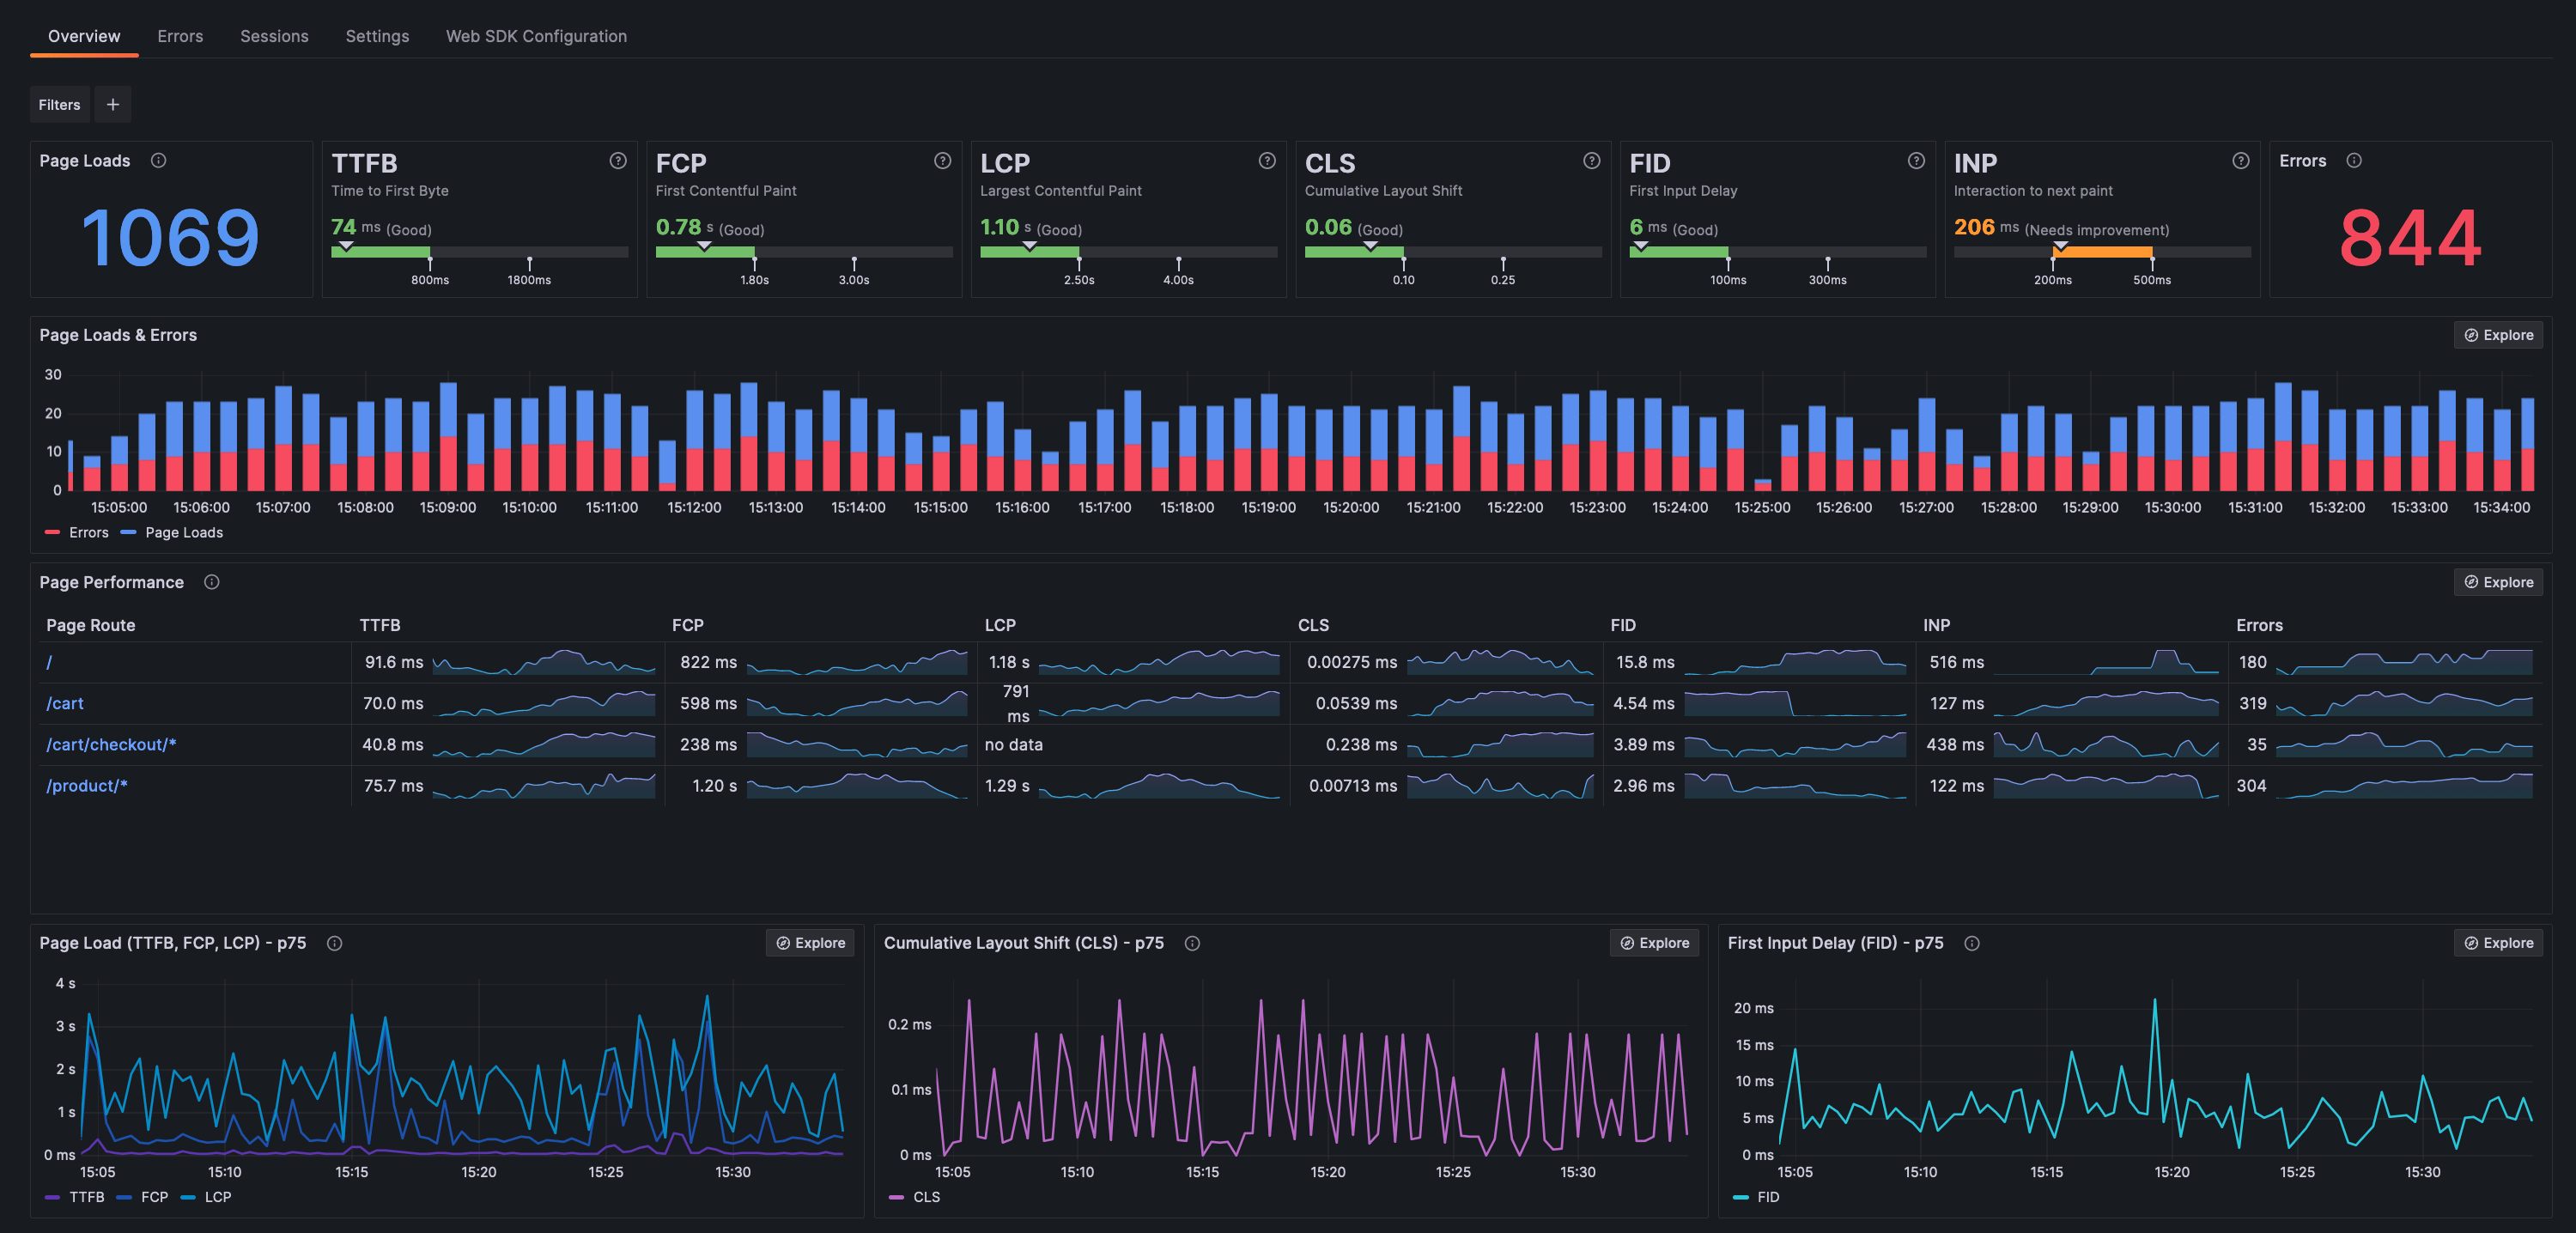 Overview Errors Sessions Settings Web SDK Configuration
Filters +
Page Loads
1069
TTFB
Time to First Byte
74 ms (Good)
800ms 1800ms
FCP
First Contentful Paint
0.78 s (Good)
1.80s 3.00s
LCP
Largest Contentful Paint
1.10 s (Good)
2.50s 4.00s
CLS
Cumulative Layout Shift
0.06 (Good)
0.10 0.25
FID
First Input Delay
6 ms (Good)
100ms 300ms
INP
Interaction to next paint
206 ms (Needs improvement)
200ms 500ms
Errors
844
Page Loads & Errors Explore
30
20
10
0
15:05:00 15:06:00 15:07:00 15:08:00 15:09:00 15:10:00 15:11:00 15:12:00 15:13:00 15:14:00 15:15:00 15:16:00 15:17:00 15:18:00 15:19:00 15:20:00 15:21:00 15:22:00 15:23:00 15:24:00 15:25:00 15:26:00 15:27:00 15:28:00 15:29:00 15:30:00 15:31:00 15:32:00 15:33:00 15:34:00
Errors Page Loads
Page Performance Explore
Page Route TTFB FCP LCP CLS FID INP Errors
/ 91.6 ms 822 ms 1.18 s 0.00275 ms 15.8 ms 516 ms 180
/cart 70.0 ms 598 ms 791 ms 0.0539 ms 4.54 ms 127 ms 319
/cart/checkout/* 40.8 ms 238 ms no data 0.238 ms 3.89 ms 438 ms 35
/product/* 75.7 ms 1.20 s 1.29 s 0.00713 ms 2.96 ms 122 ms 304
Page Load (TTFB, FCP, LCP) - p75 Explore
4 s
3 s
2 s
1 s
0 ms
15:05 15:10 15:15 15:20 15:25 15:30
TTFB FCP LCP
Cumulative Layout Shift (CLS) - p75 Explore
0.2 ms
0.1 ms
0 ms
15:05 15:10 15:15 15:20 15:25 15:30
CLS
First Input Delay (FID) - p75 Explore
20 ms
15 ms
10 ms
5 ms
0 ms
15:05 15:10 15:15 15:20 15:25 15:30
FID